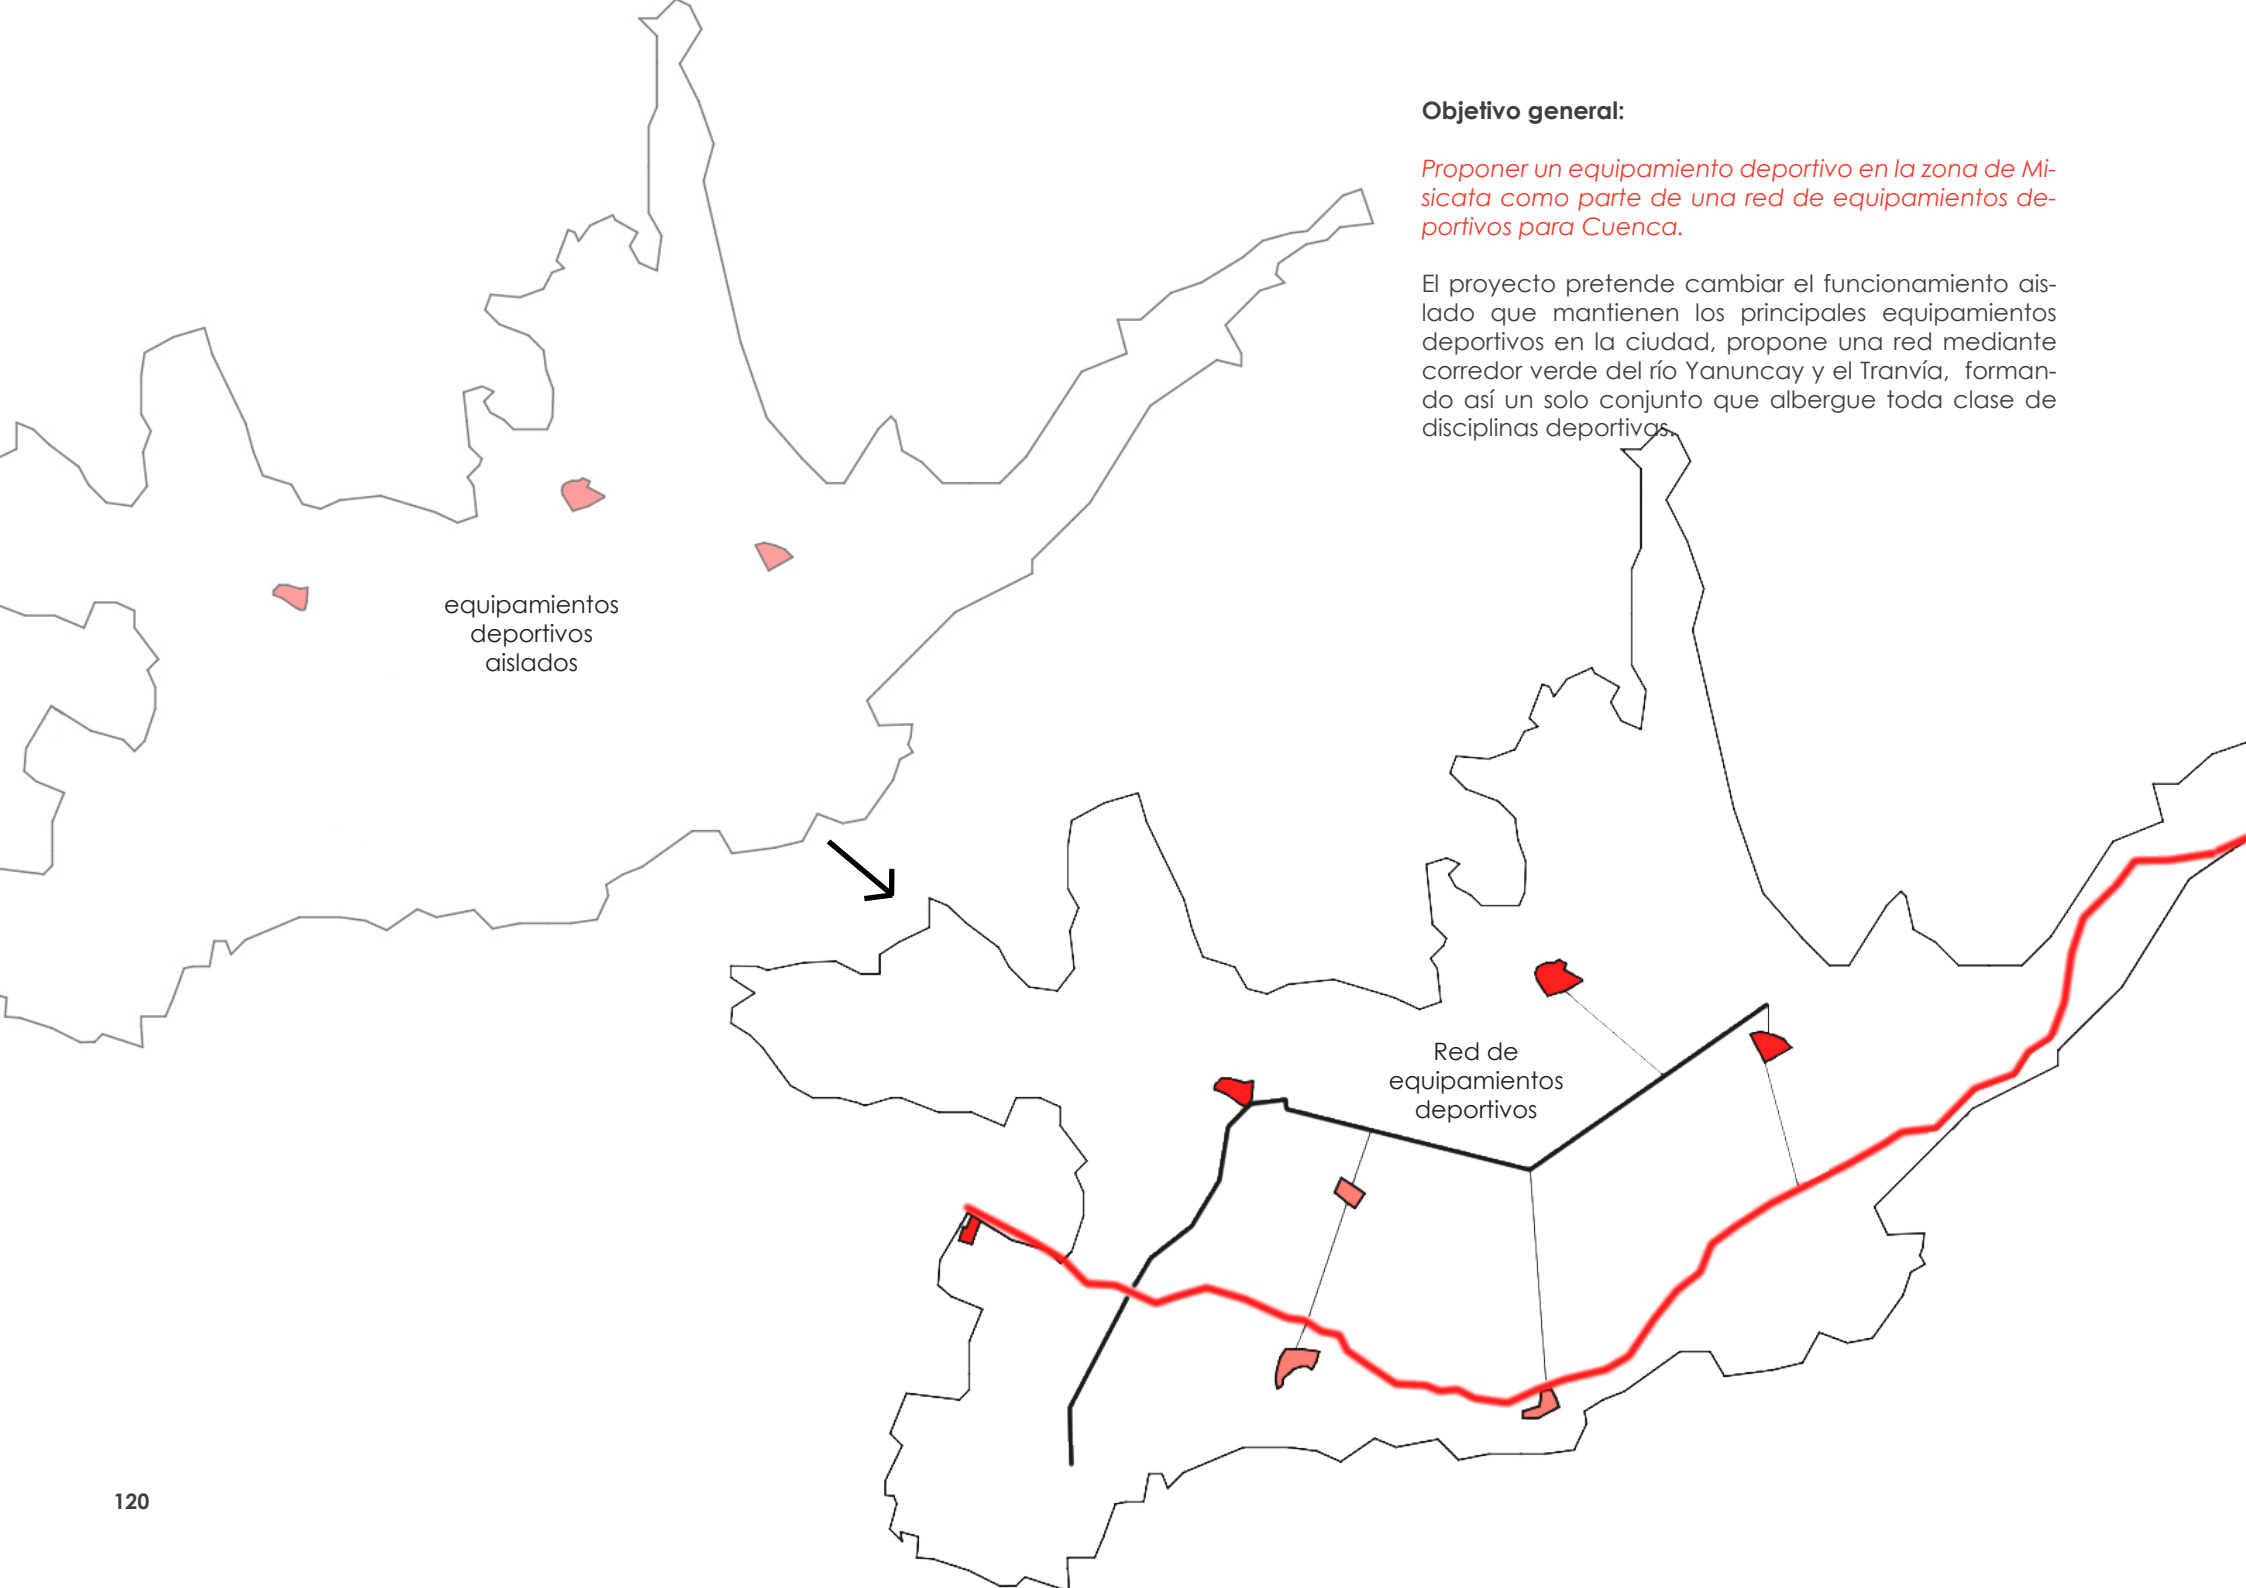 Objetivo general:
Proponer un equipamiento deportivo en la zona de Mi-
sicata como parte de una red de equipamientos de-
portivos para Cuenca.
El proyecto pretende cambiar el funcionamiento ais-
lado que mantienen los principales equipamientos
deportivos en la ciudad, propone una red mediante
corredor verde del río Yanuncay y el Tranvía, forman-
do así un solo conjunto que albergue toda clase de
disciplinas deportivas.
equipamientos
deportivos
aislados
Red de
equipamientos
deportivos
120